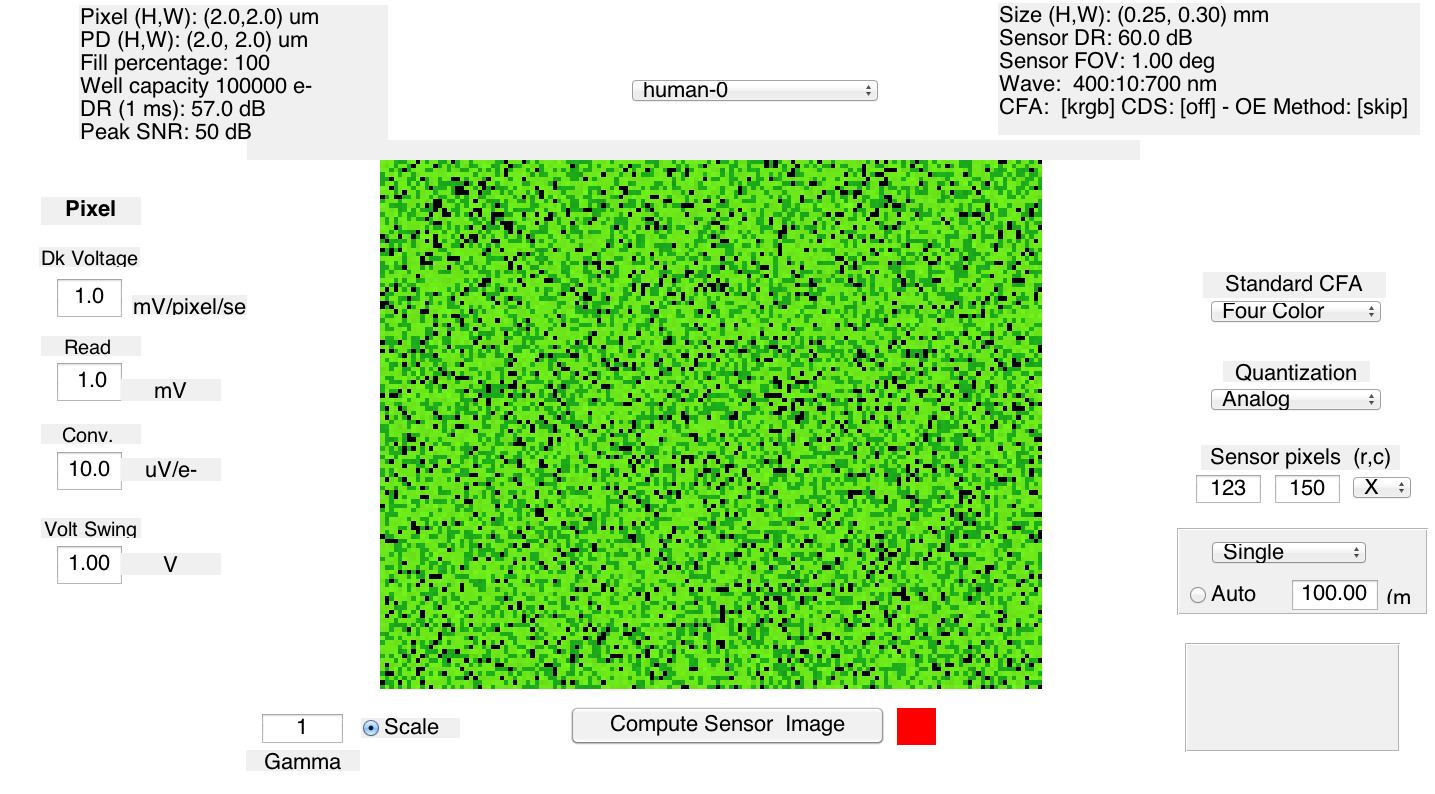 Pixel (H,W): (2.0,2.0) um
PD (H,W): (2.0, 2.0) um
Fill percentage: 100
Well capacity 100000 e-
DR (1 ms): 57.0 dB
Peak SNR: 50 dB
human-0
Size (H,W): (0.25, 0.30) mm
Sensor DR: 60.0 dB
Sensor FOV: 1.00 deg
Wave: 400:10:700 nm
CFA: [krgb] CDS: [off] - OE Method: [skip]
Pixel
Dk Voltage
1.0 mV/pixel/se
Read
1.0 mV
Conv.
10.0 uV/e-
Volt Swing
1.00 V
Standard CFA
Four Color
Quantization
Analog
Sensor pixels (r,c)
123 150 X
Single
Auto 100.00 (m
1 Scale
Gamma
Compute Sensor Image